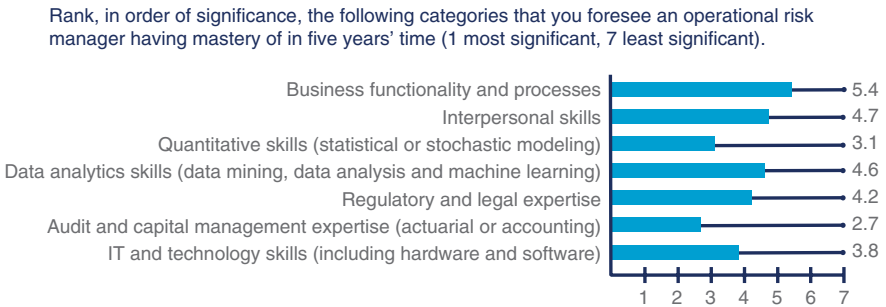 Rank, in order of significance, the following categories that you foresee an operational risk
manager having mastery of in five years’ time (1 most significant, 7 least significant).
Business functionality and processes 5.4
Interpersonal skills 4.7
Quantitative skills (statistical or stochastic modeling) 3.1
Data analytics skills (data mining, data analysis and machine learning) 4.6
Regulatory and legal expertise 4.2
Audit and capital management expertise (actuarial or accounting) 2.7
IT and technology skills (including hardware and software) 3.8
1 2 3 4 5 6 7